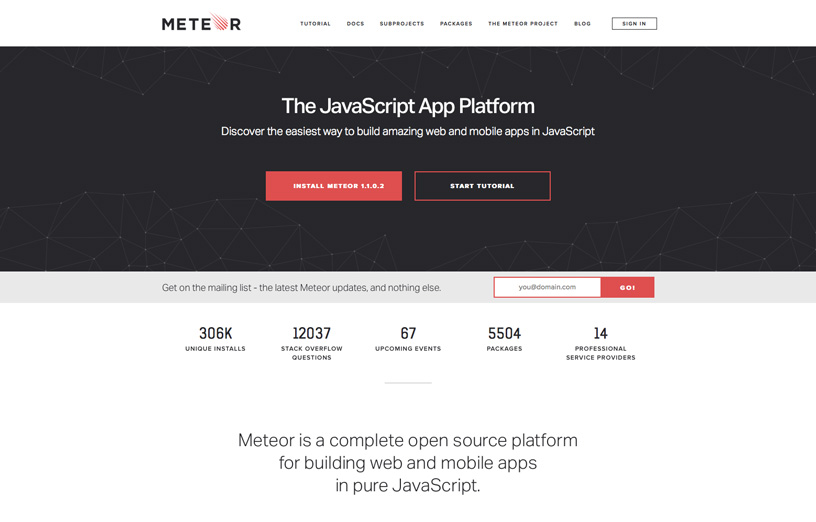 METEOR
TUTORIAL DOCS SUBPROJECTS PACKAGES THE METEOR PROJECT BLOG SIGN IN
The JavaScript App Platform
Discover the easiest way to build amazing web and mobile apps in JavaScript
INSTALL METEOR 1.1.0.2 START TUTORIAL
Get on the mailing list - the latest Meteor updates, and nothing else. you@domain.com GO!
306K 12037 67 5504 14
UNIQUE INSTALLS STACK OVERFLOW UPCOMING EVENTS PACKAGES PROFESSIONAL
QUESTIONS SERVICE PROVIDERS
Meteor is a complete open source platform
for building web and mobile apps
in pure JavaScript.